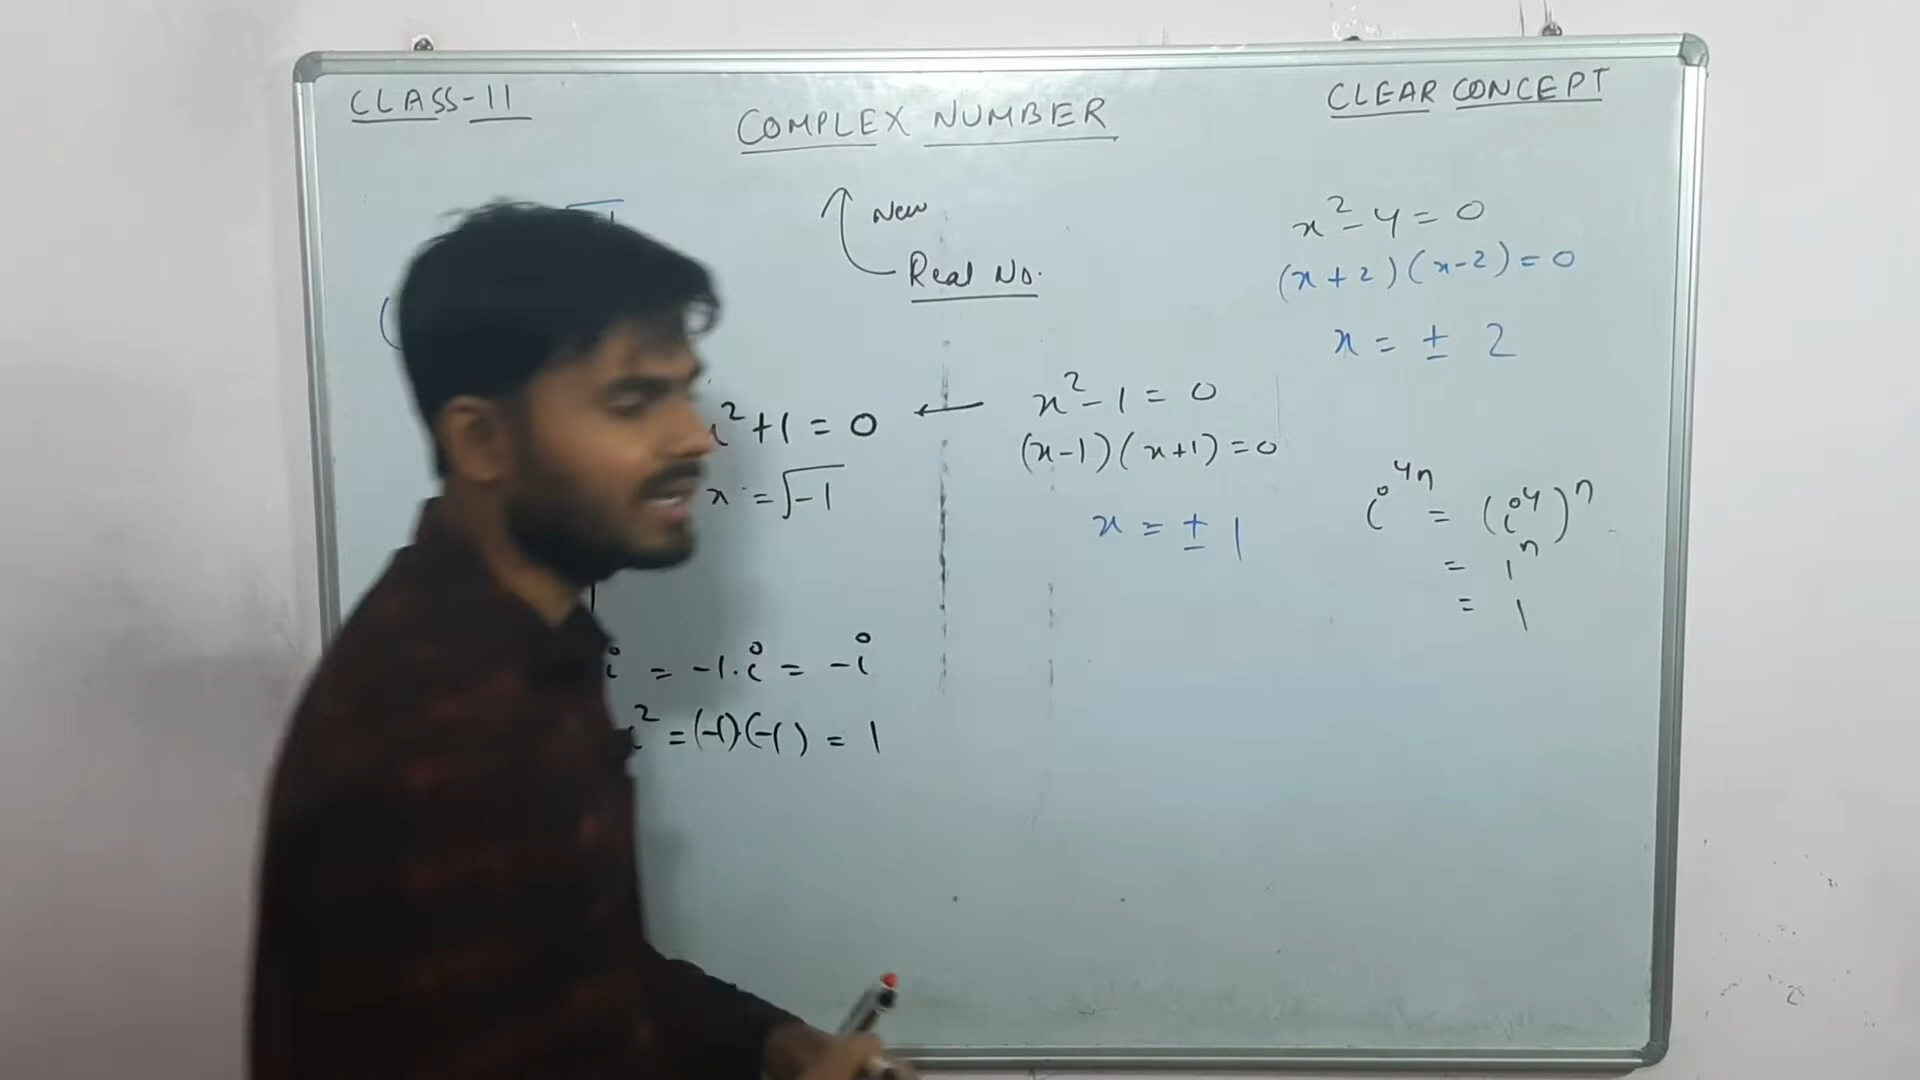 CLASS-11
COMPLEX NUMBER
CLEAR CONCEPT
New
Real No.
x² - 4 = 0
(x+2)(x-2) = 0
x = ± 2
x² - 1 = 0
(x-1)(x+1) = 0
x = ± 1
²+1 = 0
x = √-1
i = -1.i = -i
i² = (-1)(-1) = 1
i⁴ⁿ = (i⁴)ⁿ
= 1ⁿ
= 1